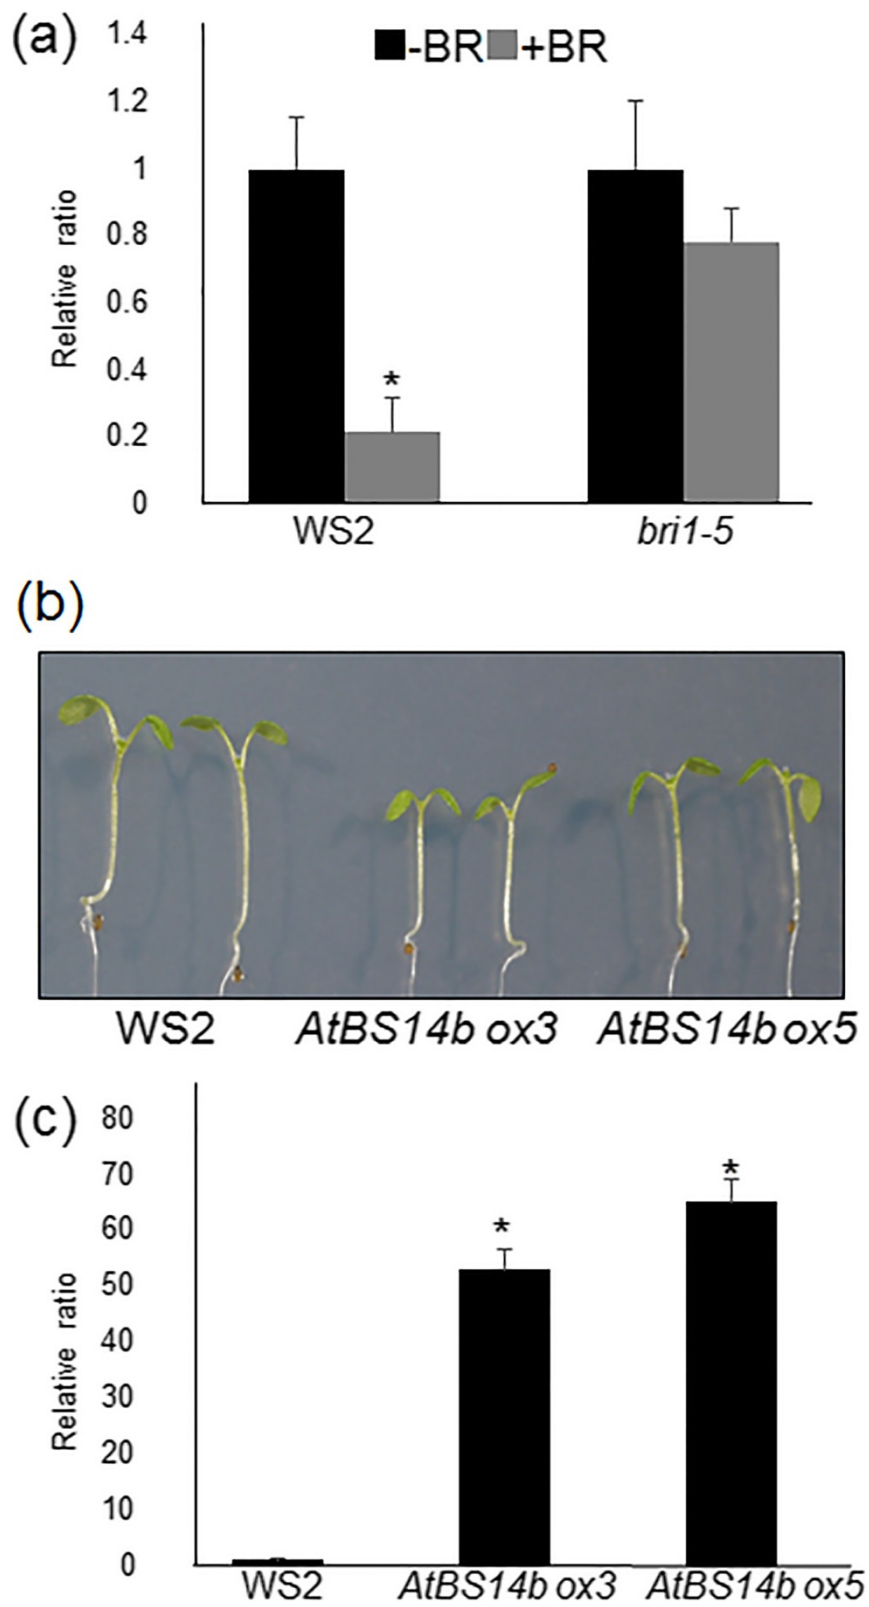 (a)
-BR +BR
1.4
1.2
1
0.8
0.6
0.4
0.2
0
Relative ratio
*
WS2 bri1-5
(b)
WS2 AtBS14b ox3 AtBS14b ox5
(c)
80
70
60
50
40
30
20
10
0
Relative ratio
* *
WS2 AtBS14b ox3 AtBS14b ox5